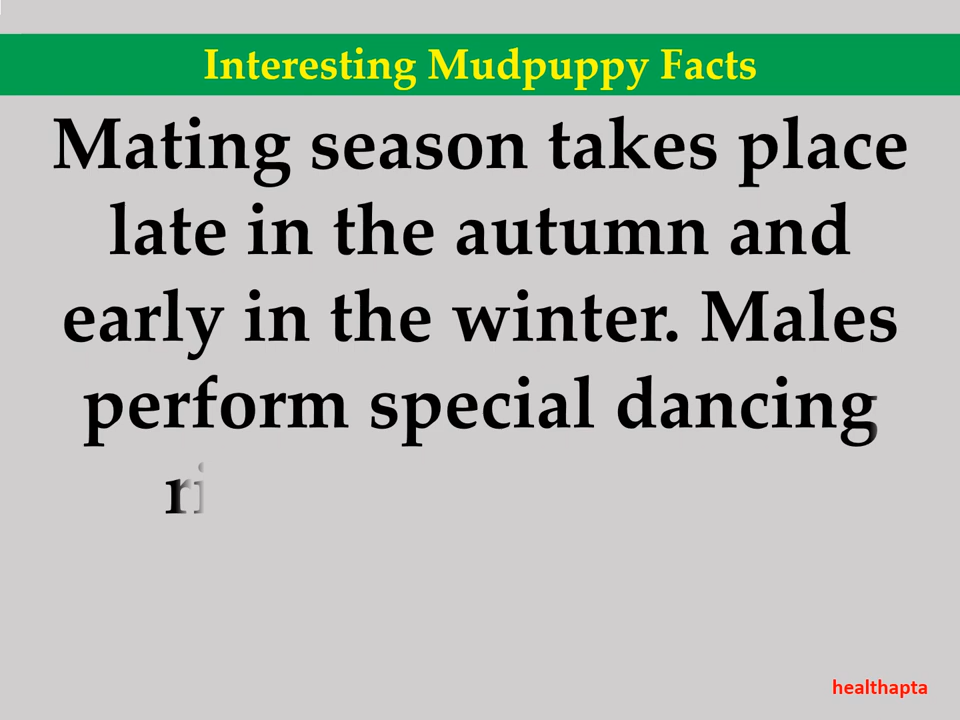 Interesting Mudpuppy Facts
Mating season takes place
late in the autumn and
early in the winter. Males
perform special dancing
healthapta